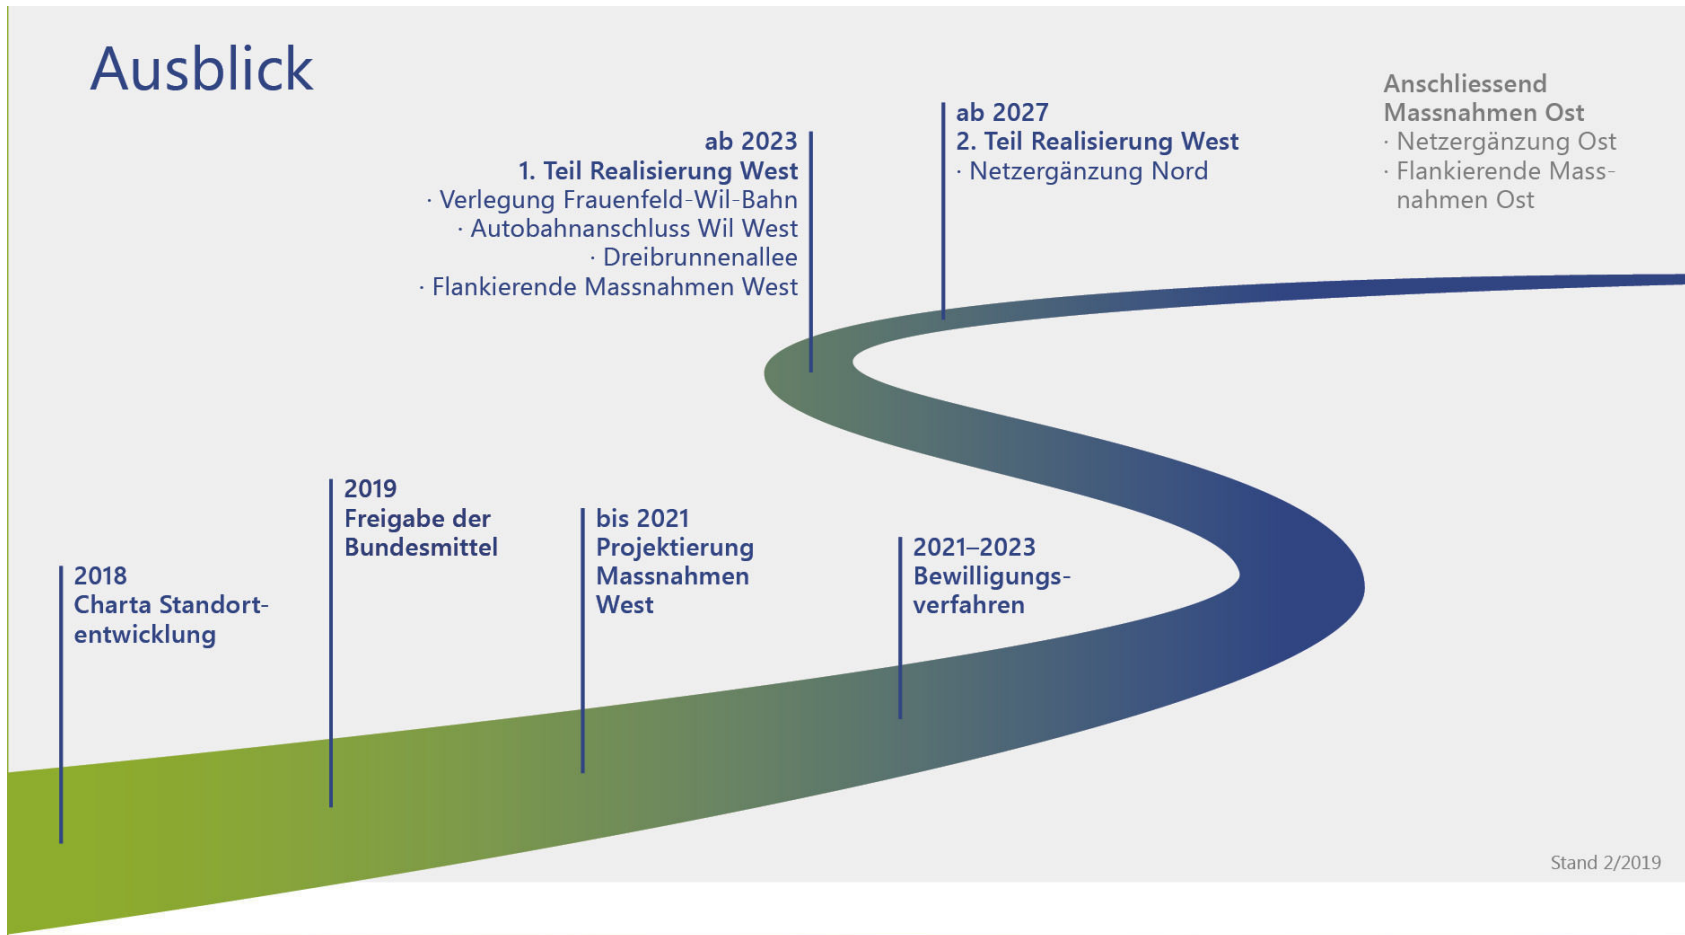 Ausblick
2018
Charta Standort-
entwicklung
2019
Freigabe der
Bundesmittel
bis 2021
Projektierung
Massnahmen
West
2021–2023
Bewilligungs-
verfahren
ab 2023
1. Teil Realisierung West
· Verlegung Frauenfeld-Wil-Bahn
· Autobahnanschluss Wil West
· Dreibrunnenallee
· Flankierende Massnahmen West
ab 2027
2. Teil Realisierung West
· Netzergänzung Nord
Anschliessend
Massnahmen Ost
· Netzergänzung Ost
· Flankierende Mass-
nahmen Ost
Stand 2/2019